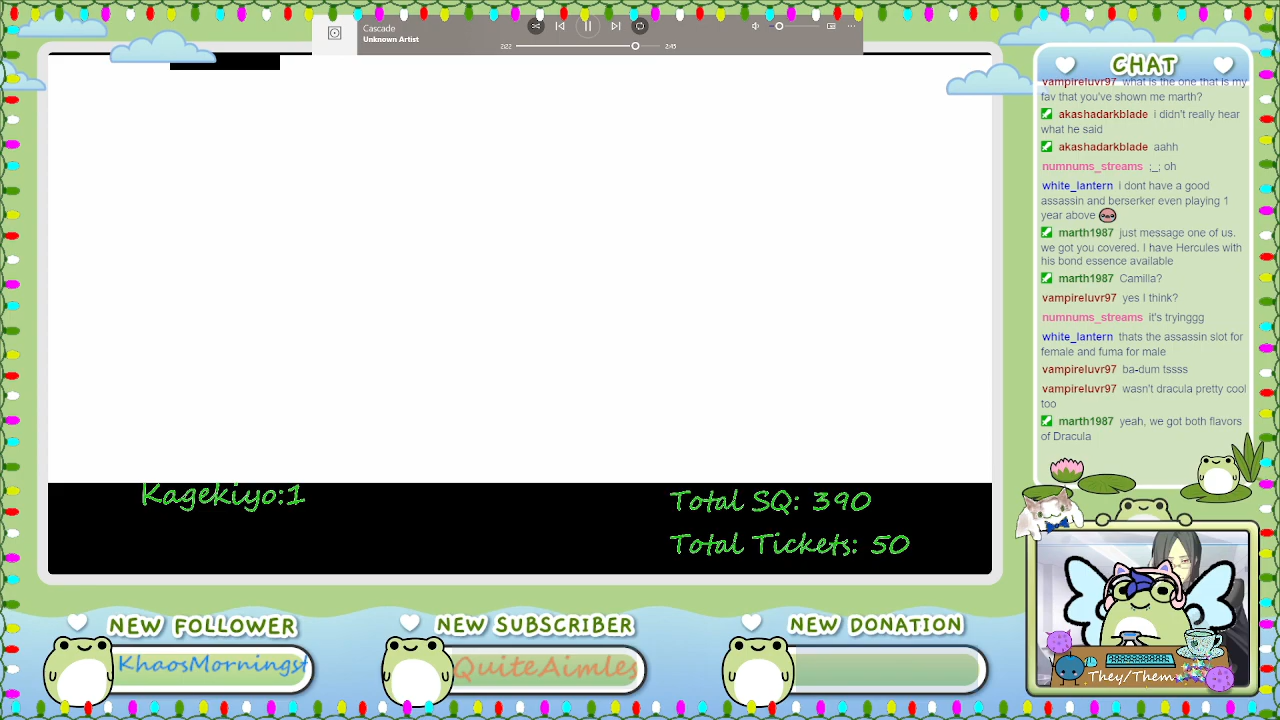 Cascade
Unknown Artist
2:22
2:45
CHAT
vampireluvr97 what is the one that is my
fav that you've shown me marth?
akashadarkblade i didn't really hear
what he said
akashadarkblade aahh
numnums_streams ;_; oh
white_lantern i dont have a good
assassin and berserker even playing 1
year above
marth1987 just message one of us.
we got you covered. I have Hercules with
his bond essence available
marth1987 Camilla?
vampireluvr97 yes I think?
numnums_streams it's tryinggg
white_lantern thats the assassin slot for
female and fuma for male
vampireluvr97 ba-dum tssss
vampireluvr97 wasn't dracula pretty cool
too
marth1987 yeah, we got both flavors
of Dracula
Kagekiyo:1
Total SQ: 390
Total Tickets: 50
NEW FOLLOWER
KhaosMorningst
NEW SUBSCRIBER
QuiteAimles
NEW DONATION
They/Them